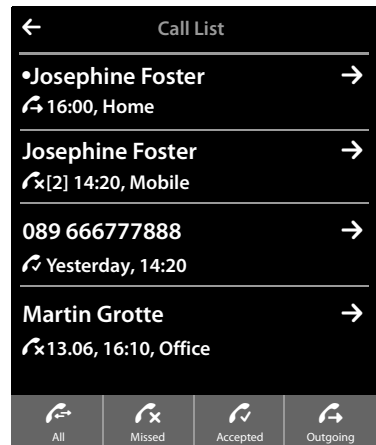 Call List
•Josephine Foster
16:00, Home
Josephine Foster
[2] 14:20, Mobile
089 666777888
Yesterday, 14:20
Martin Grotte
13.06, 16:10, Office
All Missed Accepted Outgoing